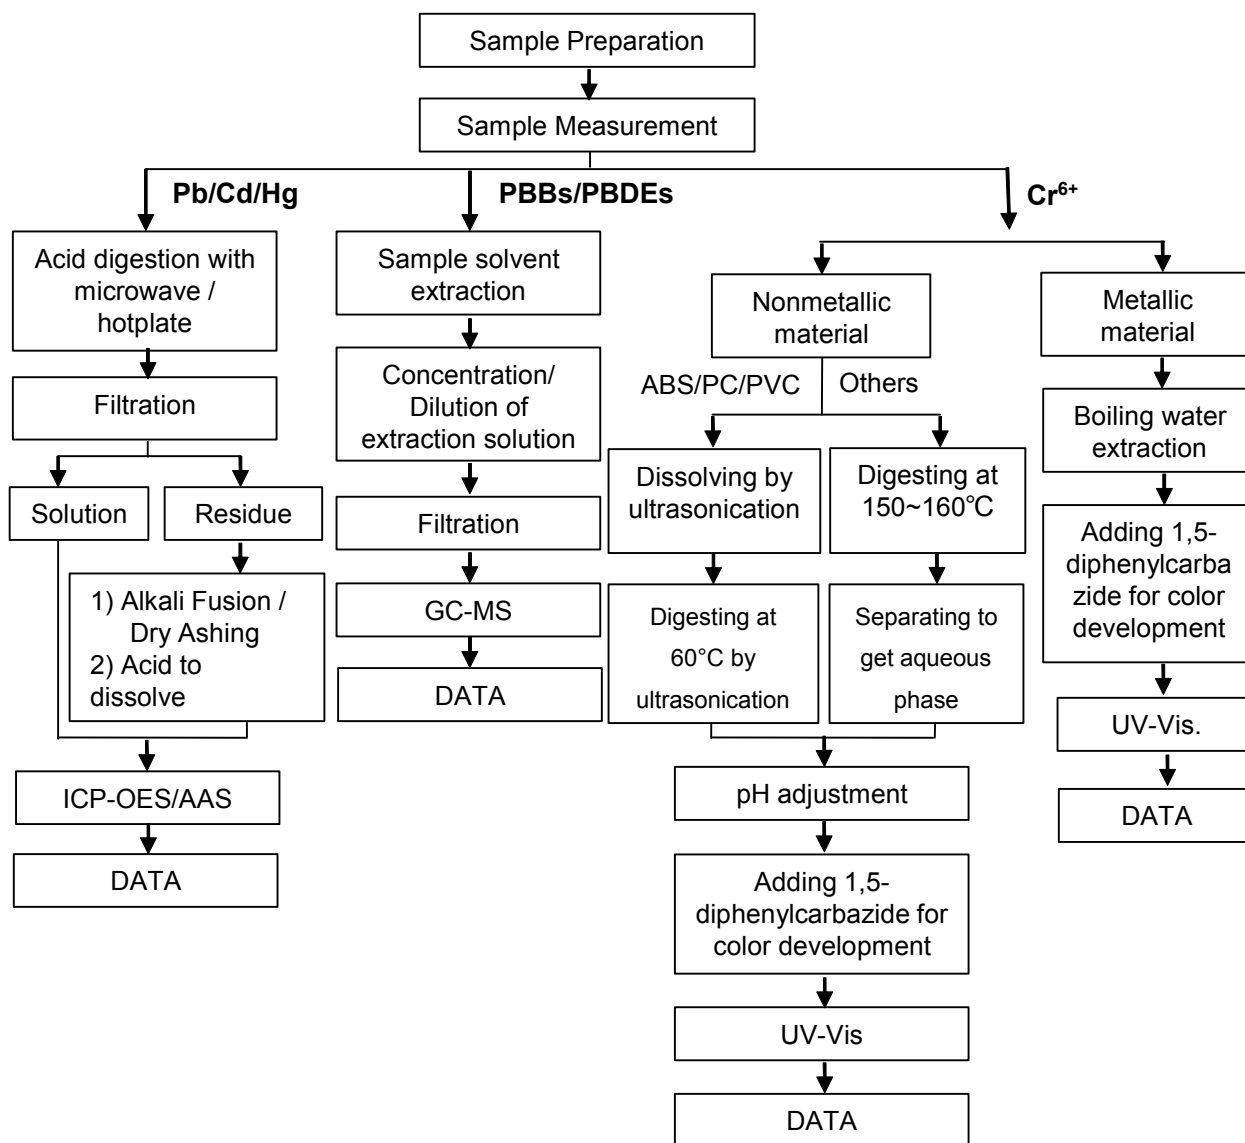 Sample Preparation
Sample Measurement
Pb/Cd/Hg
PBBs/PBDEs
Cr6+
Acid digestion with
microwave /
hotplate
Filtration
Solution
Residue
1) Alkali Fusion /
Dry Ashing
2) Acid to
dissolve
ICP-OES/AAS
DATA
Sample solvent
extraction
Concentration/
Dilution of
extraction solution
Filtration
GC-MS
DATA
Nonmetallic
material
ABS/PC/PVC
Others
Dissolving by
ultrasonication
Digesting at
60°C by
ultrasonication
Digesting at
150~160℃
Separating to
get aqueous
phase
pH adjustment
Adding 1,5-
diphenylcarbazide for
color development
UV-Vis
DATA
Metallic
material
Boiling water
extraction
Adding 1,5-
diphenylcarba
zide for color
development
UV-Vis.
DATA